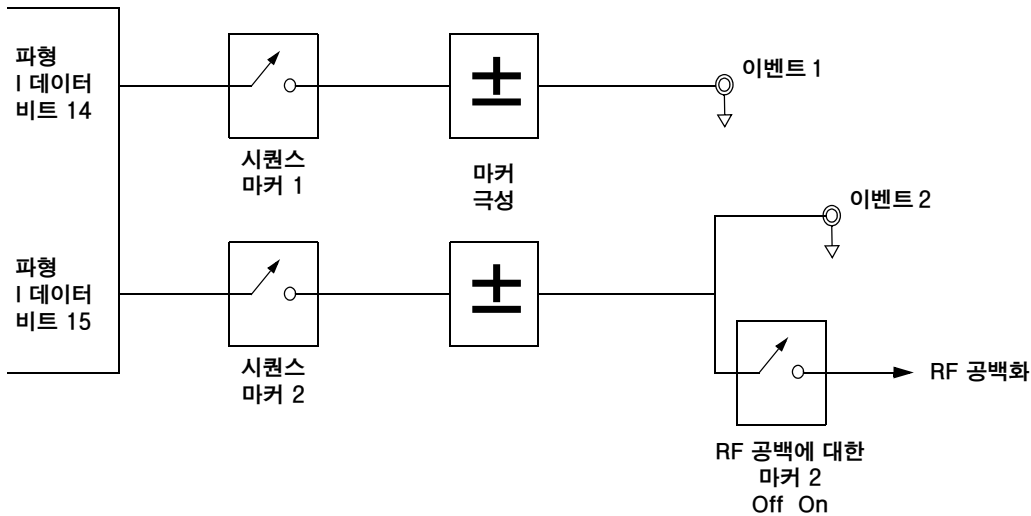 파형
I 데이터
비트 14
시퀀스
마커 1
마커
극성
이벤트 1
파형
I 데이터
비트 15
시퀀스
마커 2
이벤트 2
RF 공백화
RF 공백에 대한
마커 2
Off On